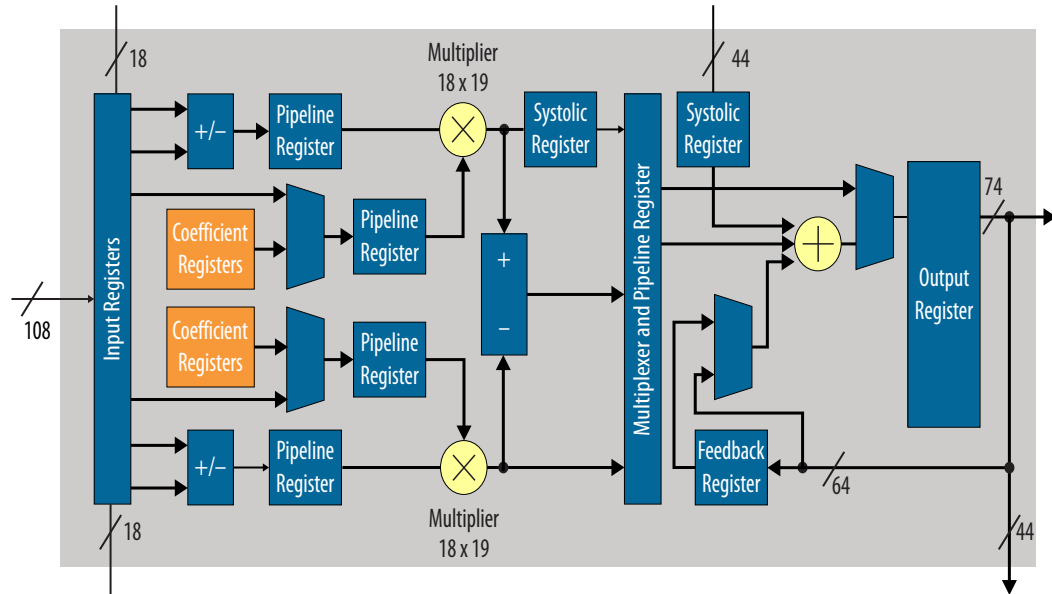 18
44
Multiplier
18 x 19
Input Registers
+/–
Pipeline
Register
Systolic
Register
Multiplexer and Pipeline Register
Systolic
Register
74
Coefficient
Registers
Pipeline
Register
+
–
Output
Register
108
Coefficient
Registers
Pipeline
Register
+/–
Pipeline
Register
Feedback
Register
64
Multiplier
18 x 19
18
44